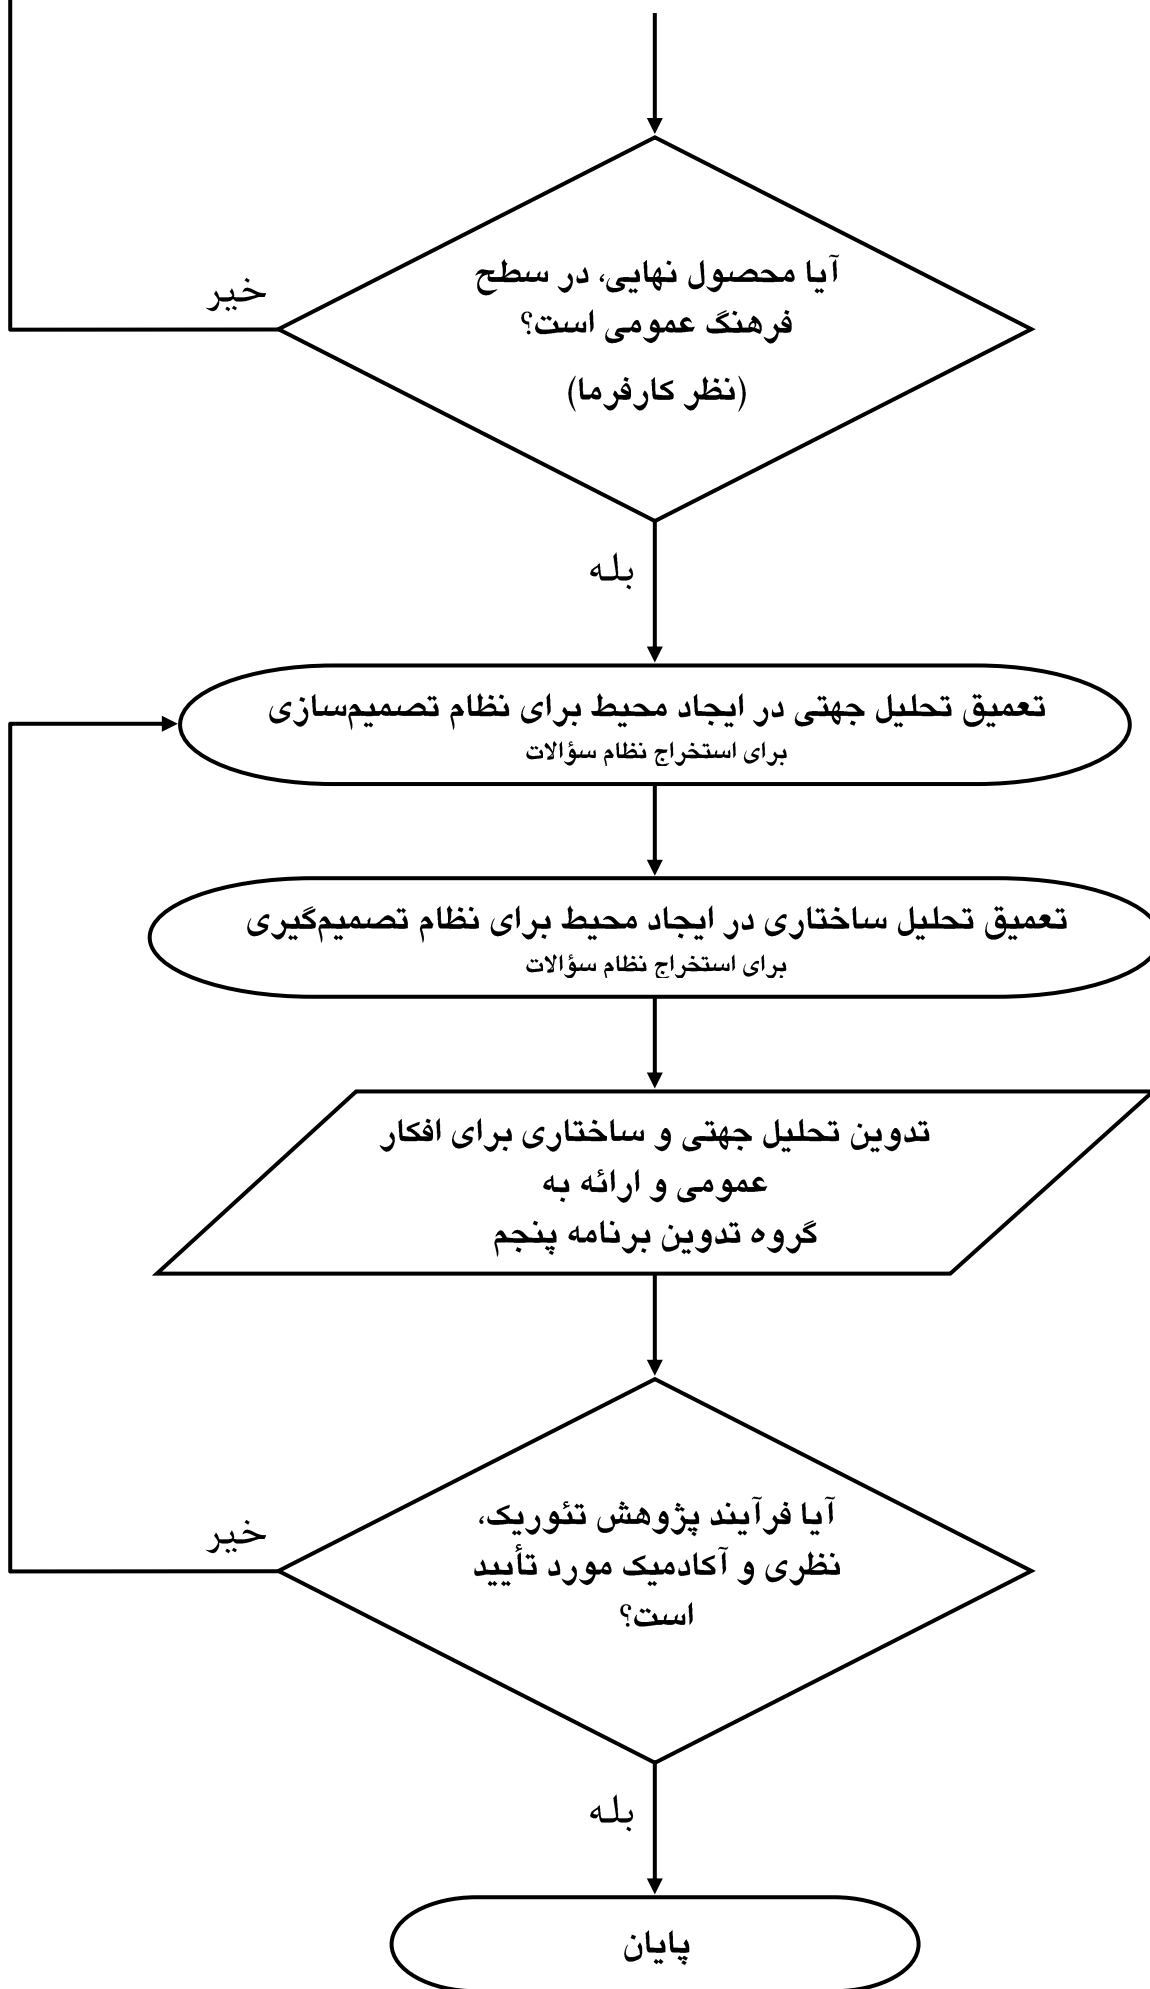 آیا محصول نهایی، در سطح
فرهنگ عمومی است؟
(نظر کارفرما)
خیر
بله
تعمیق تحلیل جهتی در ایجاد محیط برای نظام تصمیم‌سازی
برای استخراج نظام سؤالات
تعمیق تحلیل ساختاری در ایجاد محیط برای نظام تصمیم‌گیری
برای استخراج نظام سؤالات
تدوین تحلیل جهتی و ساختاری برای افکار
عمومی و ارائه به
گروه تدوین برنامه پنجم
آیا فرآیند پژوهش تئوریک،
نظری و آکادمیک مورد تأیید
است؟
خیر
بله
پایان